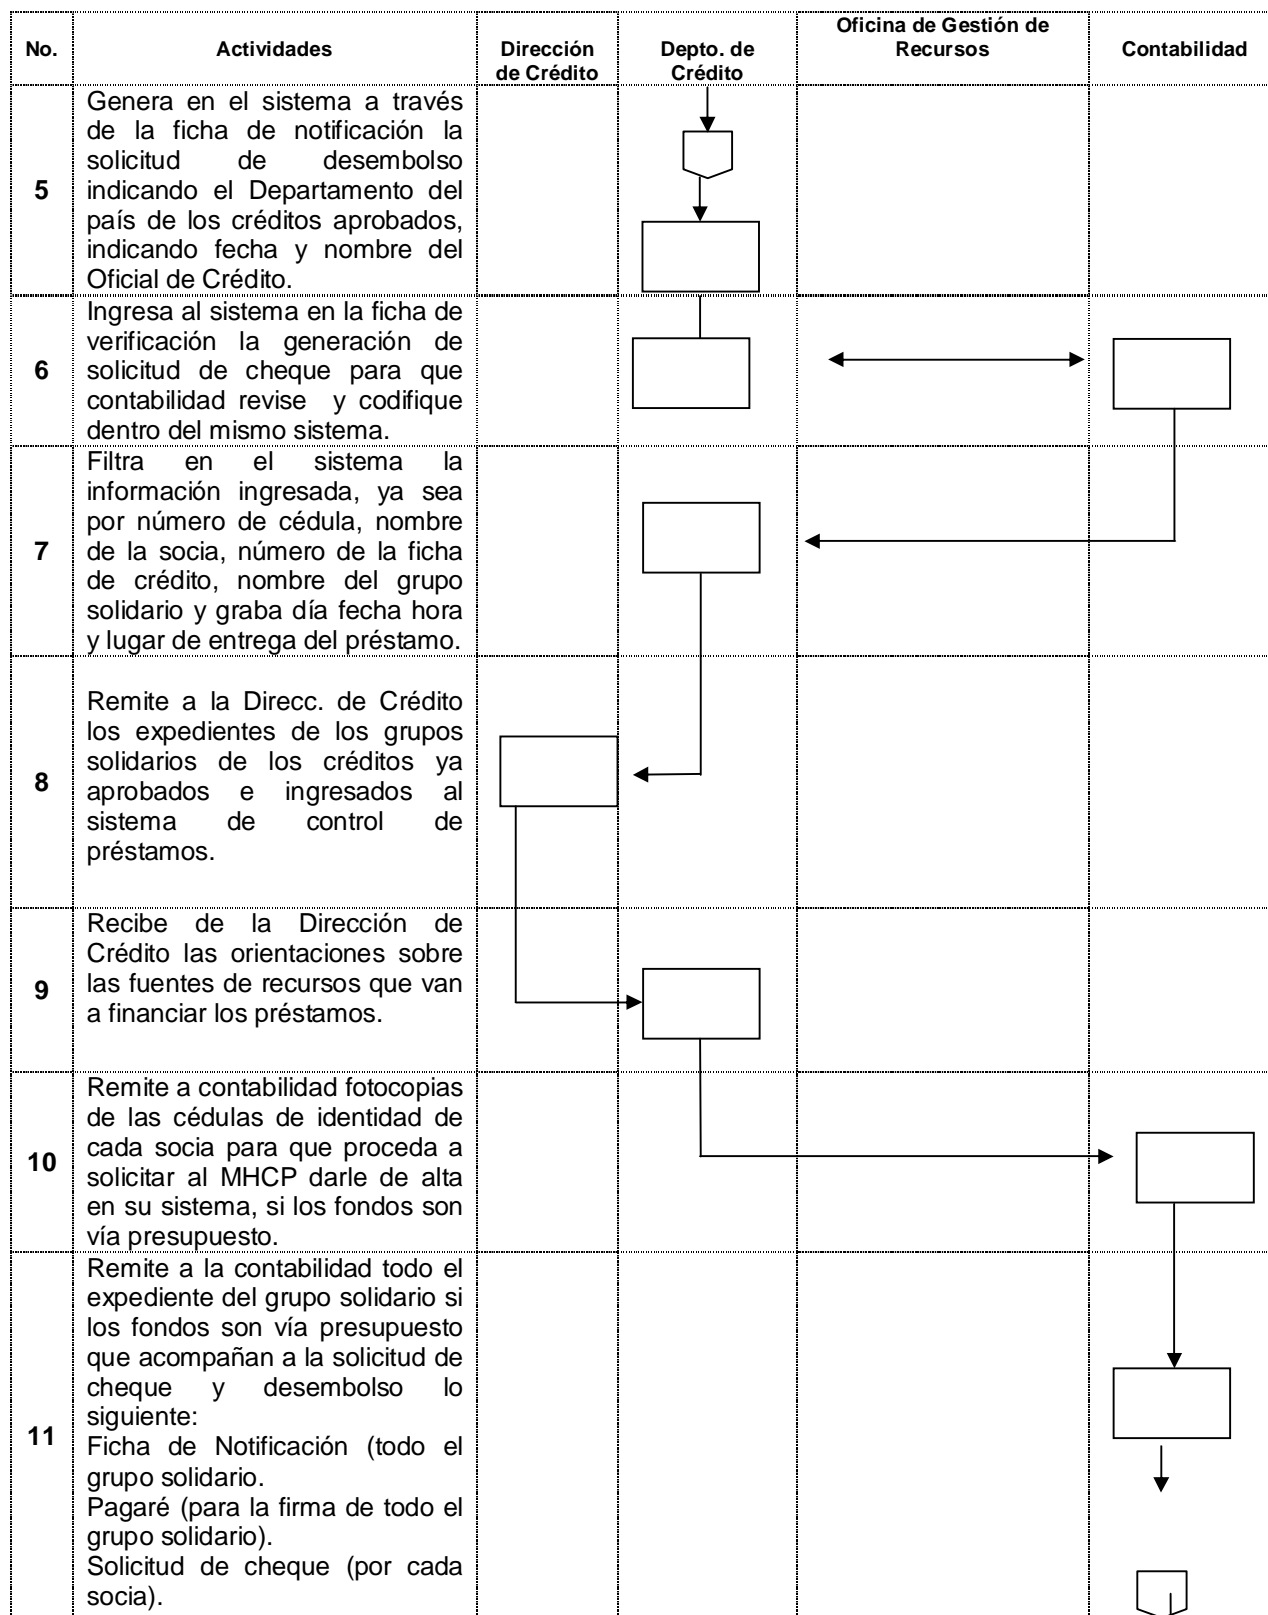 No.
Actividades
Dirección
de Crédito
Depto. de
Crédito
Oficina de Gestión de
Recursos
Contabilidad
5
Genera en el sistema a través
de la ficha de notificación la
solicitud de desembolso
indicando el Departamento del
país de los créditos aprobados,
indicando fecha y nombre del
Oficial de Crédito.
6
Ingresa al sistema en la ficha de
verificación la generación de
solicitud de cheque para que
contabilidad revise y codifique
dentro del mismo sistema.
7
Filtra en el sistema la
información ingresada, ya sea
por número de cédula, nombre
de la socia, número de la ficha
de crédito, nombre del grupo
solidario y graba día fecha hora
y lugar de entrega del préstamo.
8
Remite a la Direcc. de Crédito
los expedientes de los grupos
solidarios de los créditos ya
aprobados e ingresados al
sistema de control de
préstamos.
9
Recibe de la Dirección de
Crédito las orientaciones sobre
las fuentes de recursos que van
a financiar los préstamos.
10
Remite a contabilidad fotocopias
de las cédulas de identidad de
cada socia para que proceda a
solicitar al MHCP darle de alta
en su sistema, si los fondos son
vía presupuesto.
11
Remite a la contabilidad todo el
expediente del grupo solidario si
los fondos son vía presupuesto
que acompañan a la solicitud de
cheque y desembolso lo
siguiente:
Ficha de Notificación (todo el
grupo solidario.
Pagaré (para la firma de todo el
grupo solidario).
Solicitud de cheque (por cada
socia).